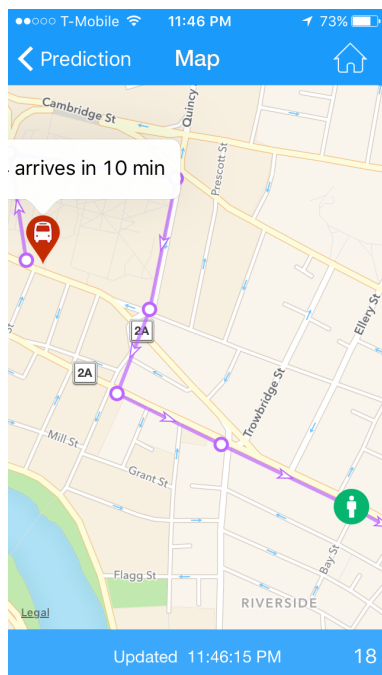 T-Mobile 11:46 PM 73%
Prediction Map
Cambridge St
Quincy
Prescott St
arrives in 10 min
Ellery St
2A
2A
Trowbridge St
Mill St
Grant St
Bay St
Flagg St
RIVERSIDE
Legal
Updated 11:46:15 PM 18